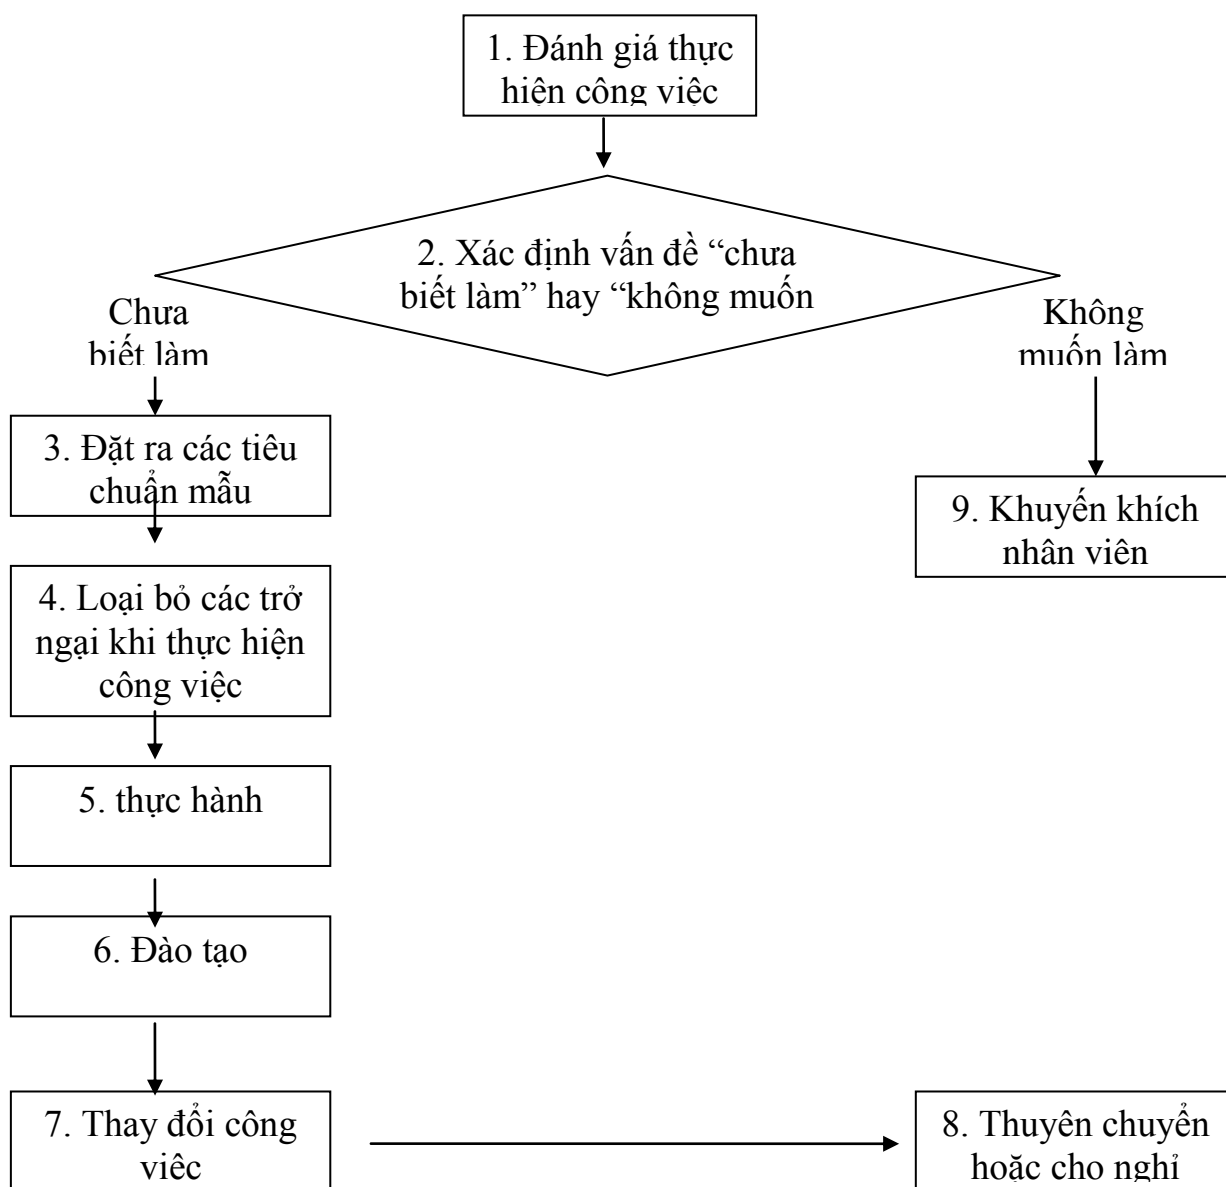 1. Đánh giá thực
hiện công việc
2. Xác định vấn đề “chưa
biết làm” hay “không muốn
Chưa
biết làm
Không
muốn làm
3. Đặt ra các tiêu
chuẩn mẫu
9. Khuyến khích
nhân viên
4. Loại bỏ các trở
ngại khi thực hiện
công việc
5. thực hành
6. Đào tạo
7. Thay đổi công
viêc
8. Thuyên chuyển
hoặc cho nghỉ